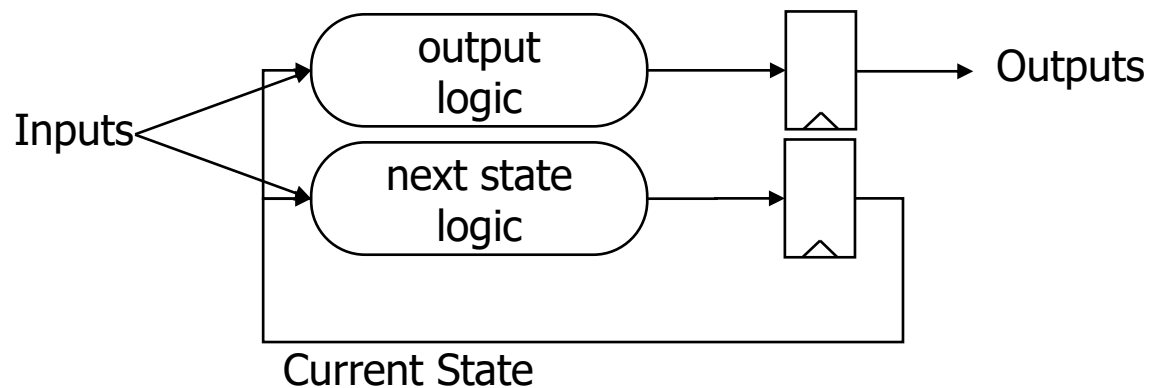 output
logic
Outputs
Inputs
next state
logic
Current State